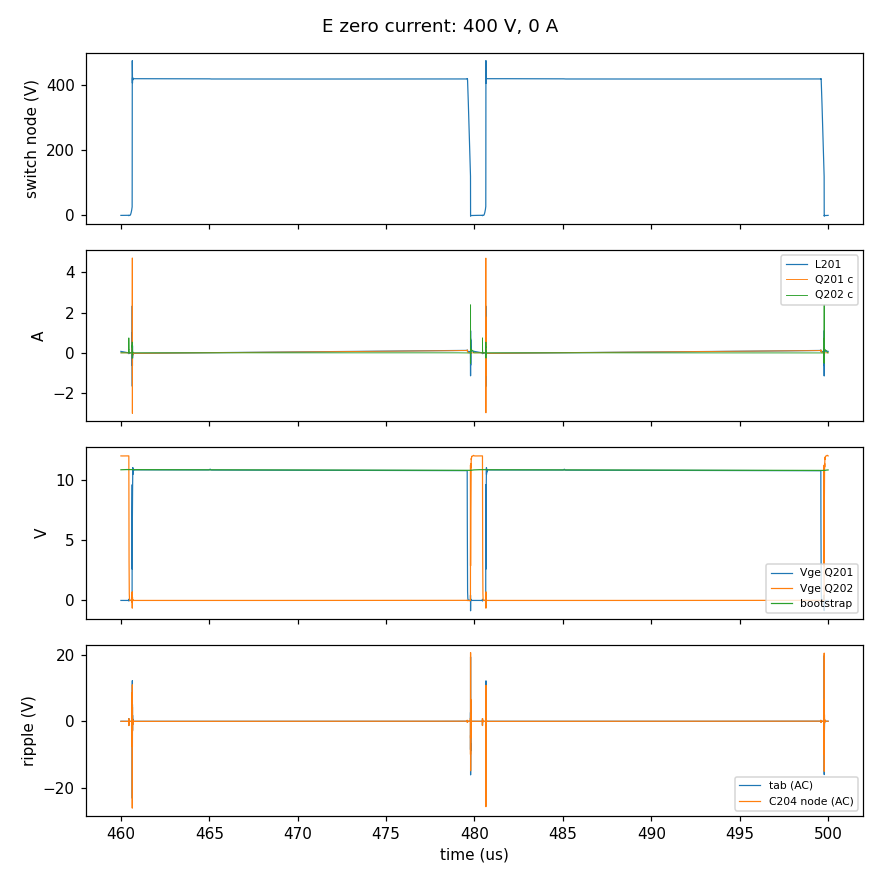 E zero current: 400 V, 0 A
400
200
0
switch node (V)
4
2
0
−2
A
L201
Q201 c
Q202 c
10
5
0
V
Vge Q201
Vge Q202
bootstrap
20
0
−20
ripple (V)
tab (AC)
C204 node (AC)
460 465 470 475 480 485 490 495 500
time (us)